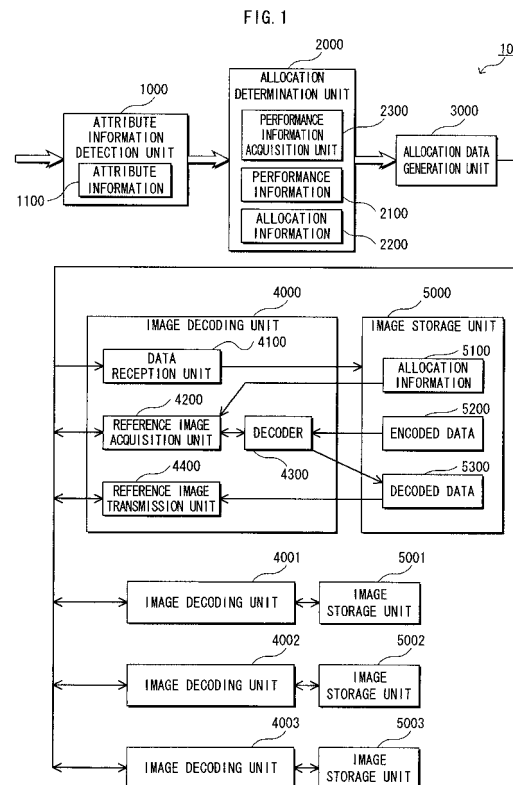 FIG. 1
10
1000
ATTRIBUTE
INFORMATION
DETECTION UNIT
1100
ATTRIBUTE
INFORMATION
2000
ALLOCATION
DETERMINATION UNIT
2300
PERFORMANCE
INFORMATION
ACQUISITION UNIT
PERFORMANCE
INFORMATION
2100
ALLOCATION
INFORMATION
2200
3000
ALLOCATION DATA
GENERATION UNIT
4000
IMAGE DECODING UNIT
4100
DATA
RECEPTION UNIT
4200
REFERENCE IMAGE
ACQUISITION UNIT
DECODER
4300
4400
REFERENCE IMAGE
TRANSMISSION UNIT
5000
IMAGE STORAGE UNIT
5100
ALLOCATION
INFORMATION
5200
ENCODED DATA
5300
DECODED DATA
4001
IMAGE DECODING UNIT
5001
IMAGE
STORAGE UNIT
4002
IMAGE DECODING UNIT
5002
IMAGE
STORAGE UNIT
4003
IMAGE DECODING UNIT
5003
IMAGE
STORAGE UNIT